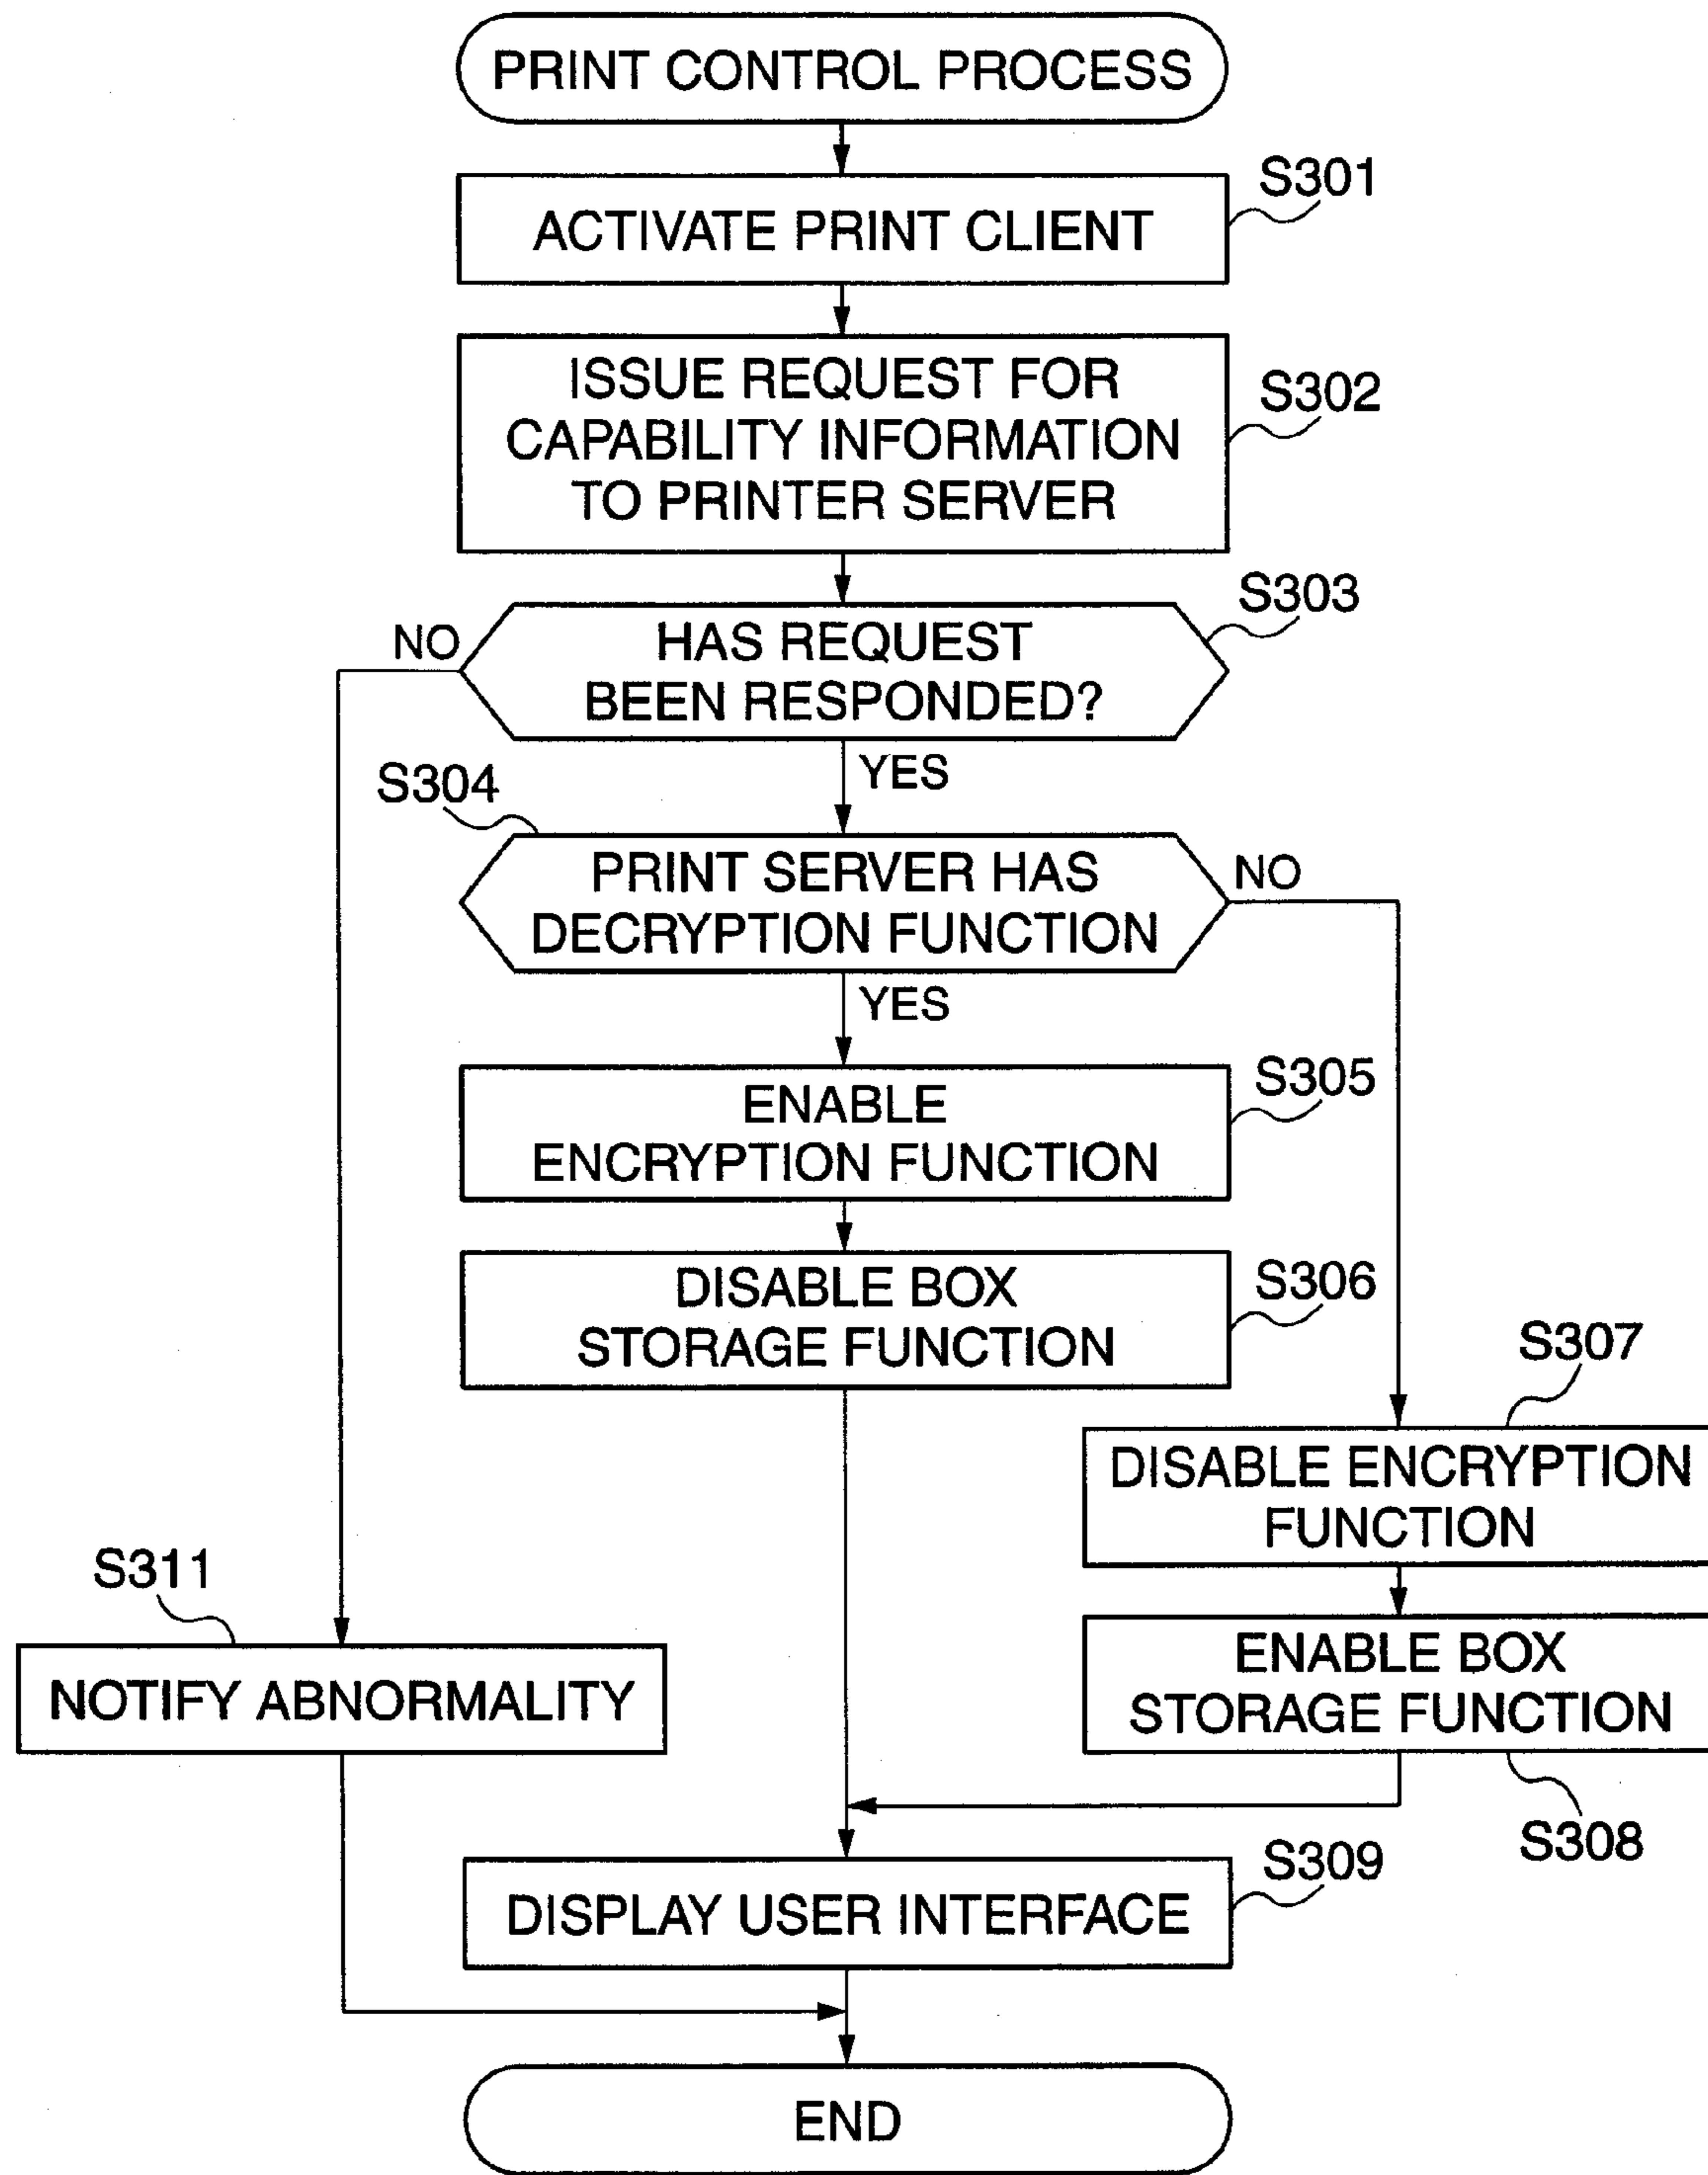 PRINT CONTROL PROCESS
S301
ACTIVATE PRINT CLIENT
ISSUE REQUEST FOR
S302
CAPABILITY INFORMATION
TO PRINTER SERVER
S303
NO
HAS REQUEST
BEEN RESPONDED?
YES
S304
PRINT SERVER HAS
NO
DECRYPTION FUNCTION
YES
S305
ENABLE
ENCRYPTION FUNCTION
S306
DISABLE BOX
STORAGE FUNCTION
S307
DISABLE ENCRYPTION
FUNCTION
S311
NOTIFY ABNORMALITY
ENABLE BOX
STORAGE FUNCTION
S308
S309
DISPLAY USER INTERFACE
END